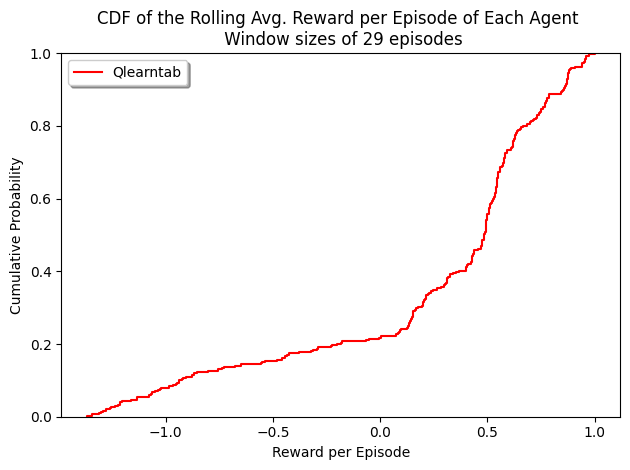 CDF of the Rolling Avg. Reward per Episode of Each Agent
Window sizes of 29 episodes
Qlearntab
1.0
0.8
0.6
0.4
0.2
0.0
Cumulative Probability
−1.0
−0.5
0.0
0.5
1.0
Reward per Episode